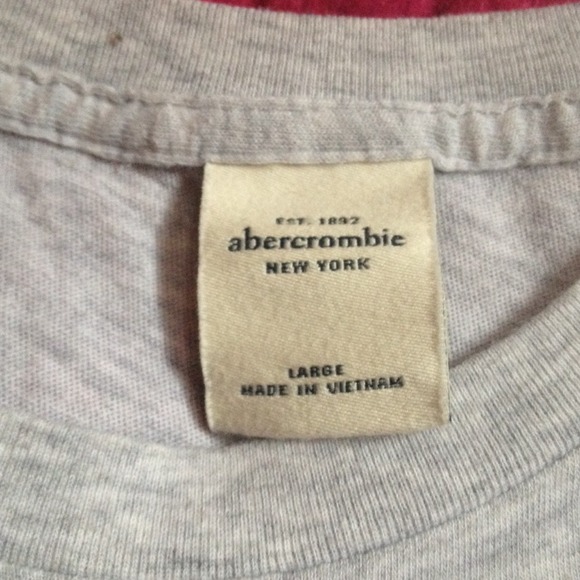 EST. 1892
abercrombie
NEW YORK
LARGE
MADE IN VIETNAM